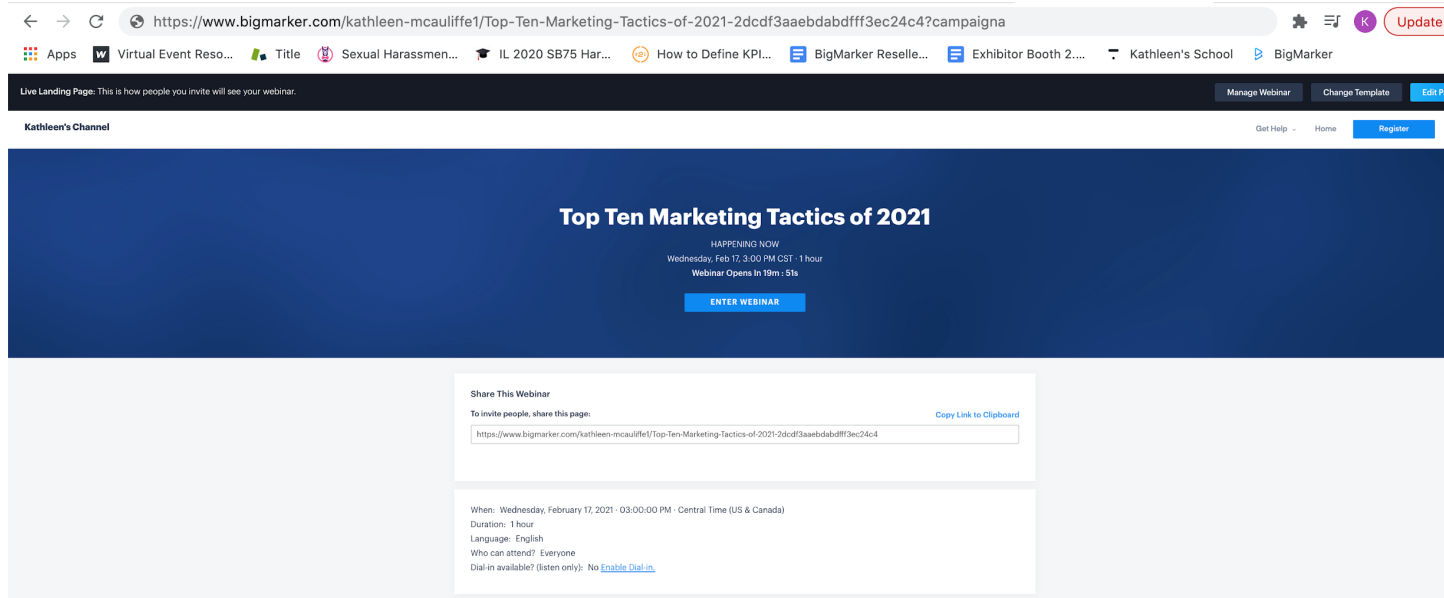 https://www.bigmarker.com/kathleen-mcauliffe1/Top-Ten-Marketing-Tactics-of-2021-2dcdf3aaebdabdfff3ec24c4?campaigna K Update
Apps W Virtual Event Reso... Title Sexual Harassmen... IL 2020 SB75 Har... How to Define KPI... BigMarker Reselle... Exhibitor Booth 2.... Kathleen's School BigMarker
Live Landing Page: This is how people you invite will see your webinar. Manage Webinar Change Template Edit P
Kathleen's Channel Get Help Home Register
Top Ten Marketing Tactics of 2021
HAPPENING NOW
Wednesday, Feb 17, 3:00 PM CST · 1 hour
Webinar Opens In 19m : 51s
ENTER WEBINAR
Share This Webinar
To invite people, share this page: Copy Link to Clipboard
https://www.bigmarker.com/kathleen-mcauliffe1/Top-Ten-Marketing-Tactics-of-2021-2dcdf3aaebdabdfff3ec24c4
When: Wednesday, February 17, 2021 · 03:00:00 PM · Central Time (US & Canada)
Duration: 1 hour
Language: English
Who can attend? Everyone
Dial-in available? (listen only): No Enable Dial-in.